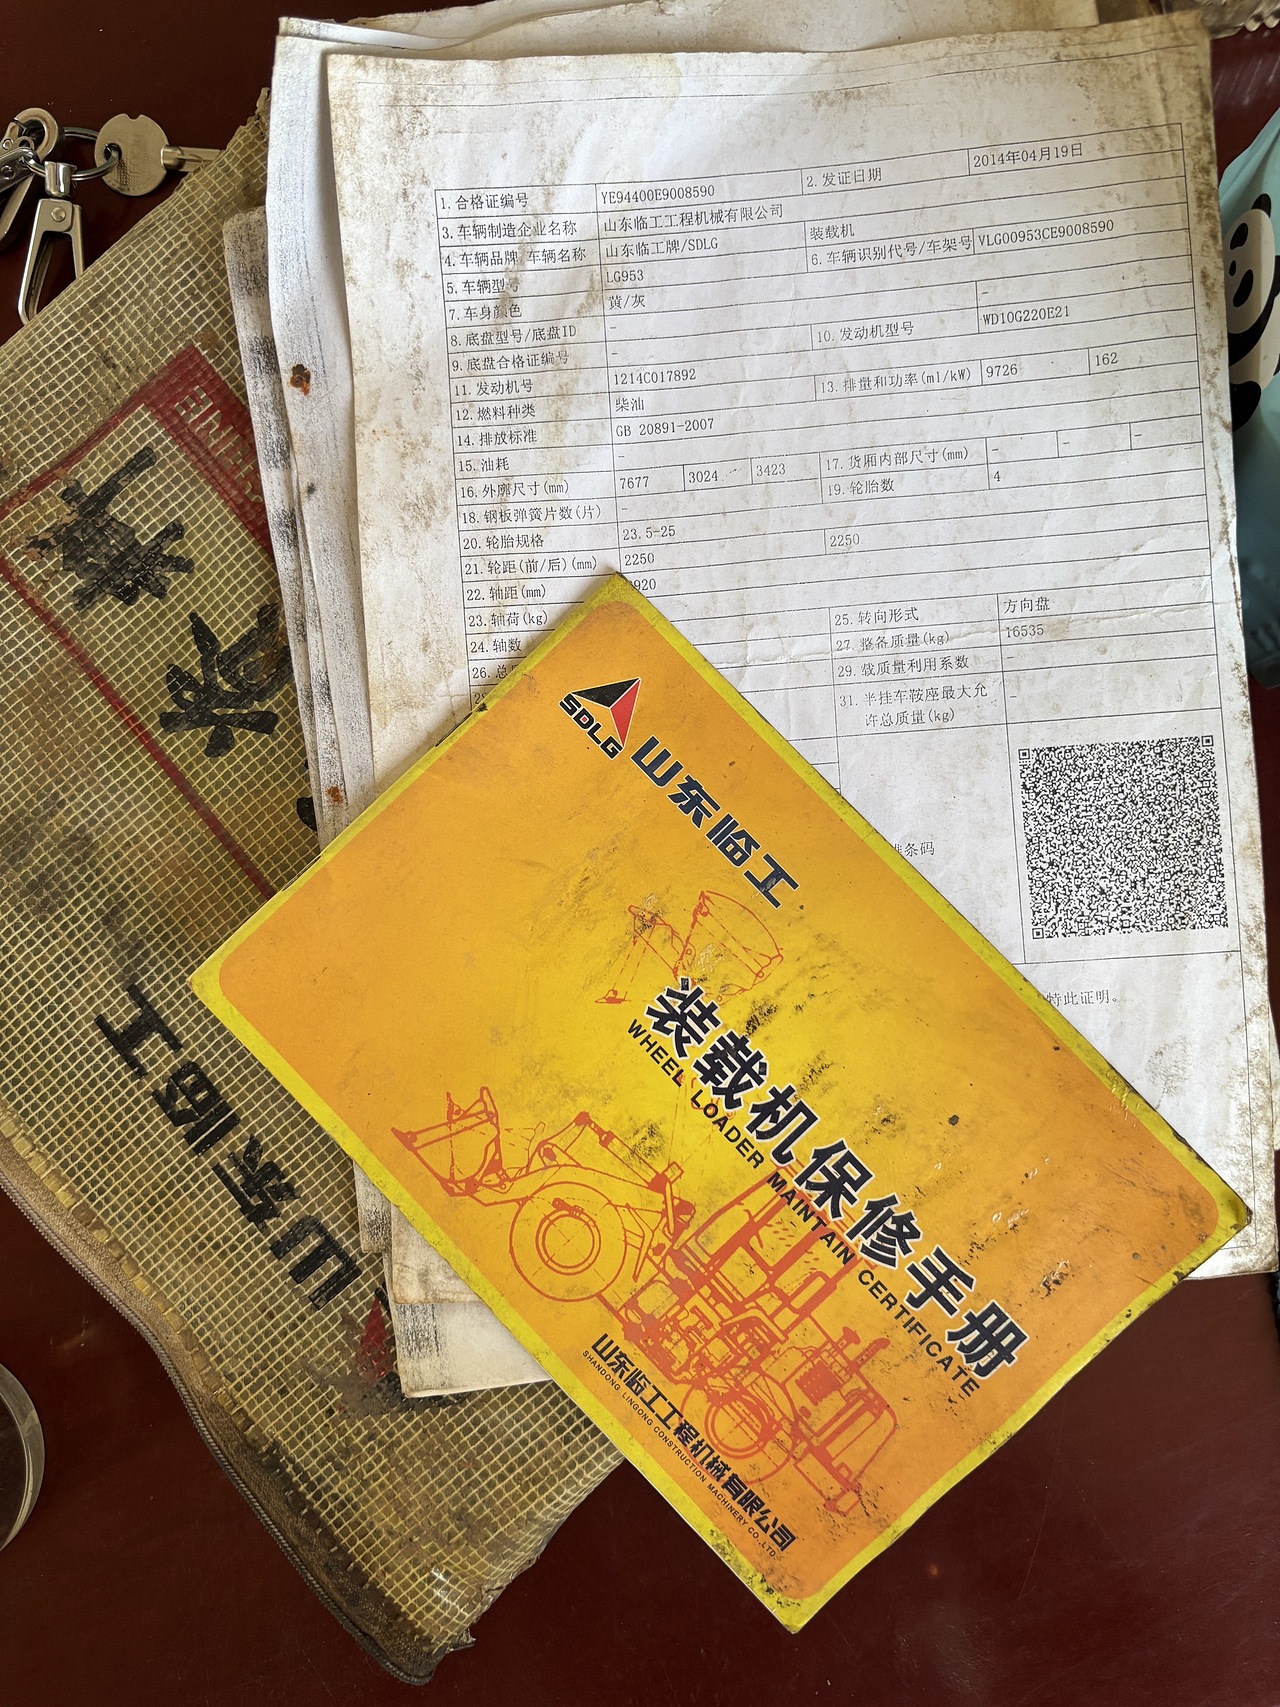 1.合格证编号 YE94400E9008590 2.发证日期 2014年04月19日
3.车辆制造企业名称 山东临工工程机械有限公司
4.车辆品牌 车辆名称 山东临工牌/SDLG 装载机
5.车辆型号 LG953 6.车辆识别代号/车架号 VLG00953CE9008590
7.车身颜色 黄/灰
8.底盘型号/底盘ID - -
9.底盘合格证编号 - 10.发动机型号 WD10G220E21
11.发动机号 1214C017892
12.燃料种类 柴油 13.排量和功率(ml/kW) 9726 162
14.排放标准 GB 20891-2007
15.油耗 -
16.外廓尺寸(mm) 7677 3024 3423 17.货厢内部尺寸(mm) - - -
18.钢板弹簧片数(片) - 19.轮胎数 4
20.轮胎规格 23.5-25
21.轮距(前/后)(mm) 2250 2250
22.轴距(mm) 920
23.轴荷(kg)
24.轴数 25.转向形式 方向盘
26.总 27.整备质量(kg) 16535
28 29.载质量利用系数 -
31.半挂车鞍座最大允 -
许总质量(kg)
条码
特此证明。
SDLG 山东临工
装载机保修手册
WHEEL LOADER MAINTAIN CERTIFICATE
山东临工工程机械有限公司
SHANDONG LINGONG CONSTRUCTION MACHINERY CO.,LTD.
山东临工